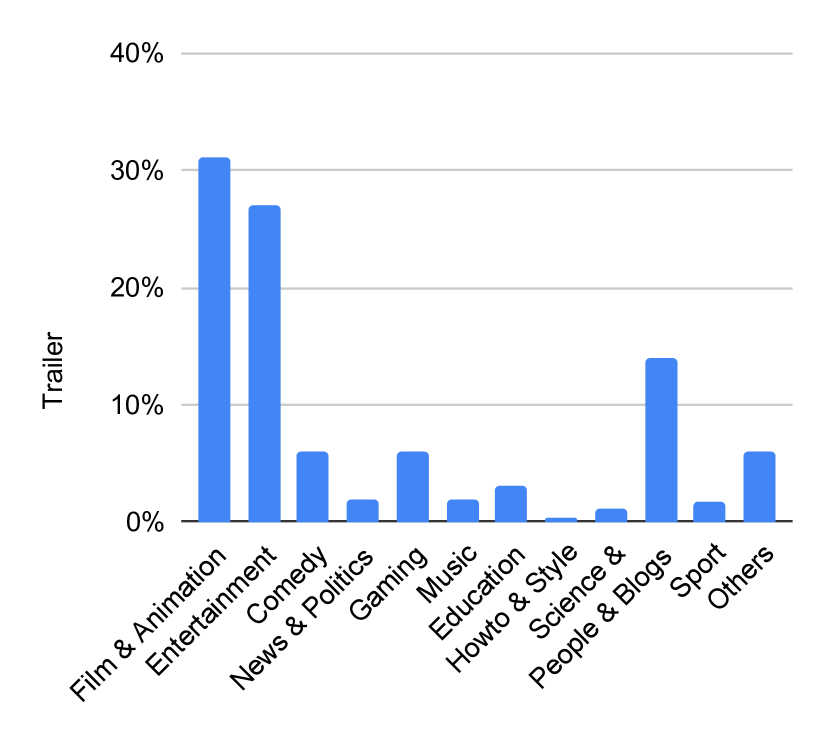 40%
30%
20%
10%
0%
Trailer
Film & Animation
Entertainment
Comedy
News & Politics
Gaming
Music
Education
Howto & Style
Science &
People & Blogs
Sport
Others